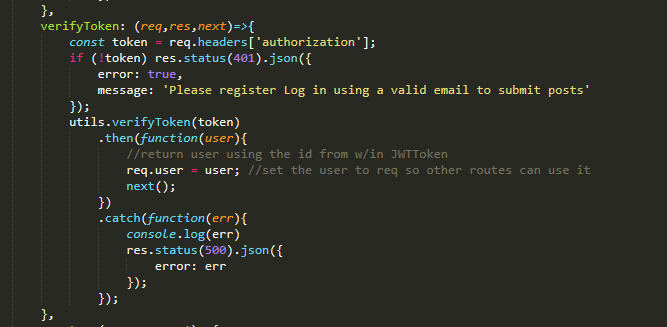 },
verifyToken: (req,res,next)=>{
const token = req.headers['authorization'];
if (!token) res.status(401).json({
error: true,
message: 'Please register Log in using a valid email to submit posts'
});
utils.verifyToken(token)
.then(function(user){
//return user using the id from w/in JWTToken
req.user = user; //set the user to req so other routes can use it
next();
})
.catch(function(err){
console.log(err)
res.status(500).json({
error: err
});
});
},